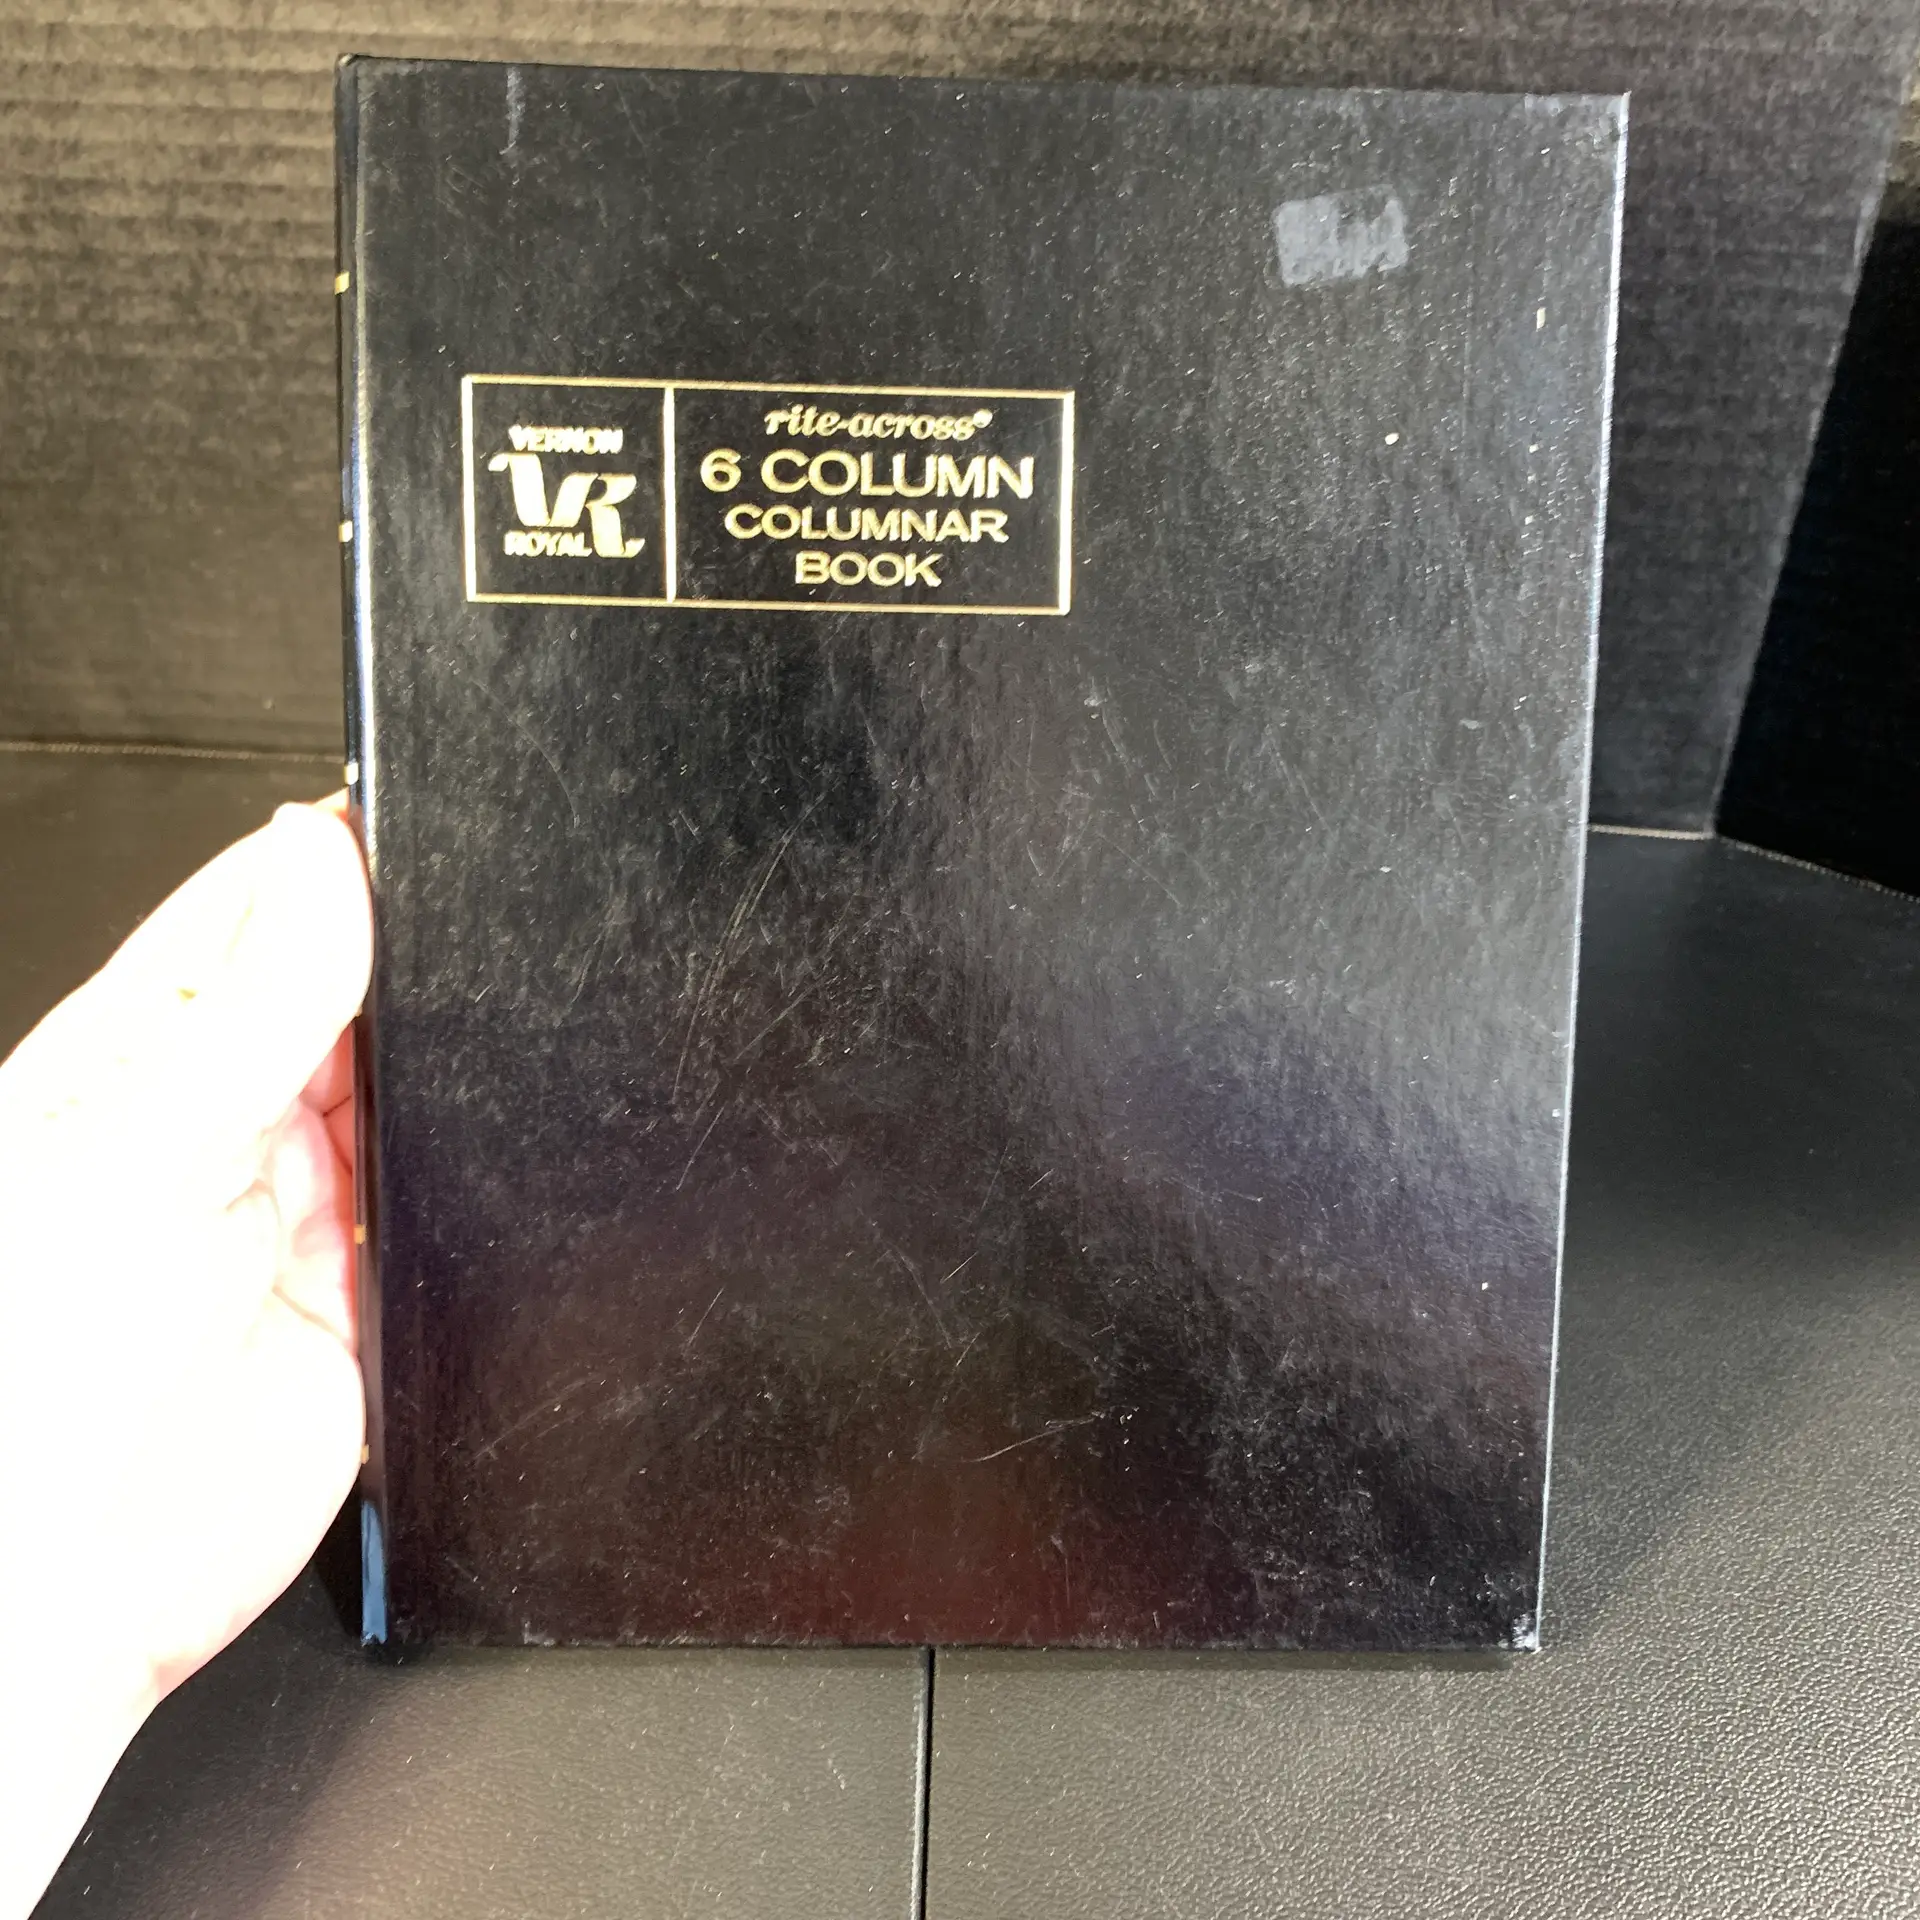 VERNON
VR
ROYAL
rite-across®
6 COLUMN
COLUMNAR
BOOK